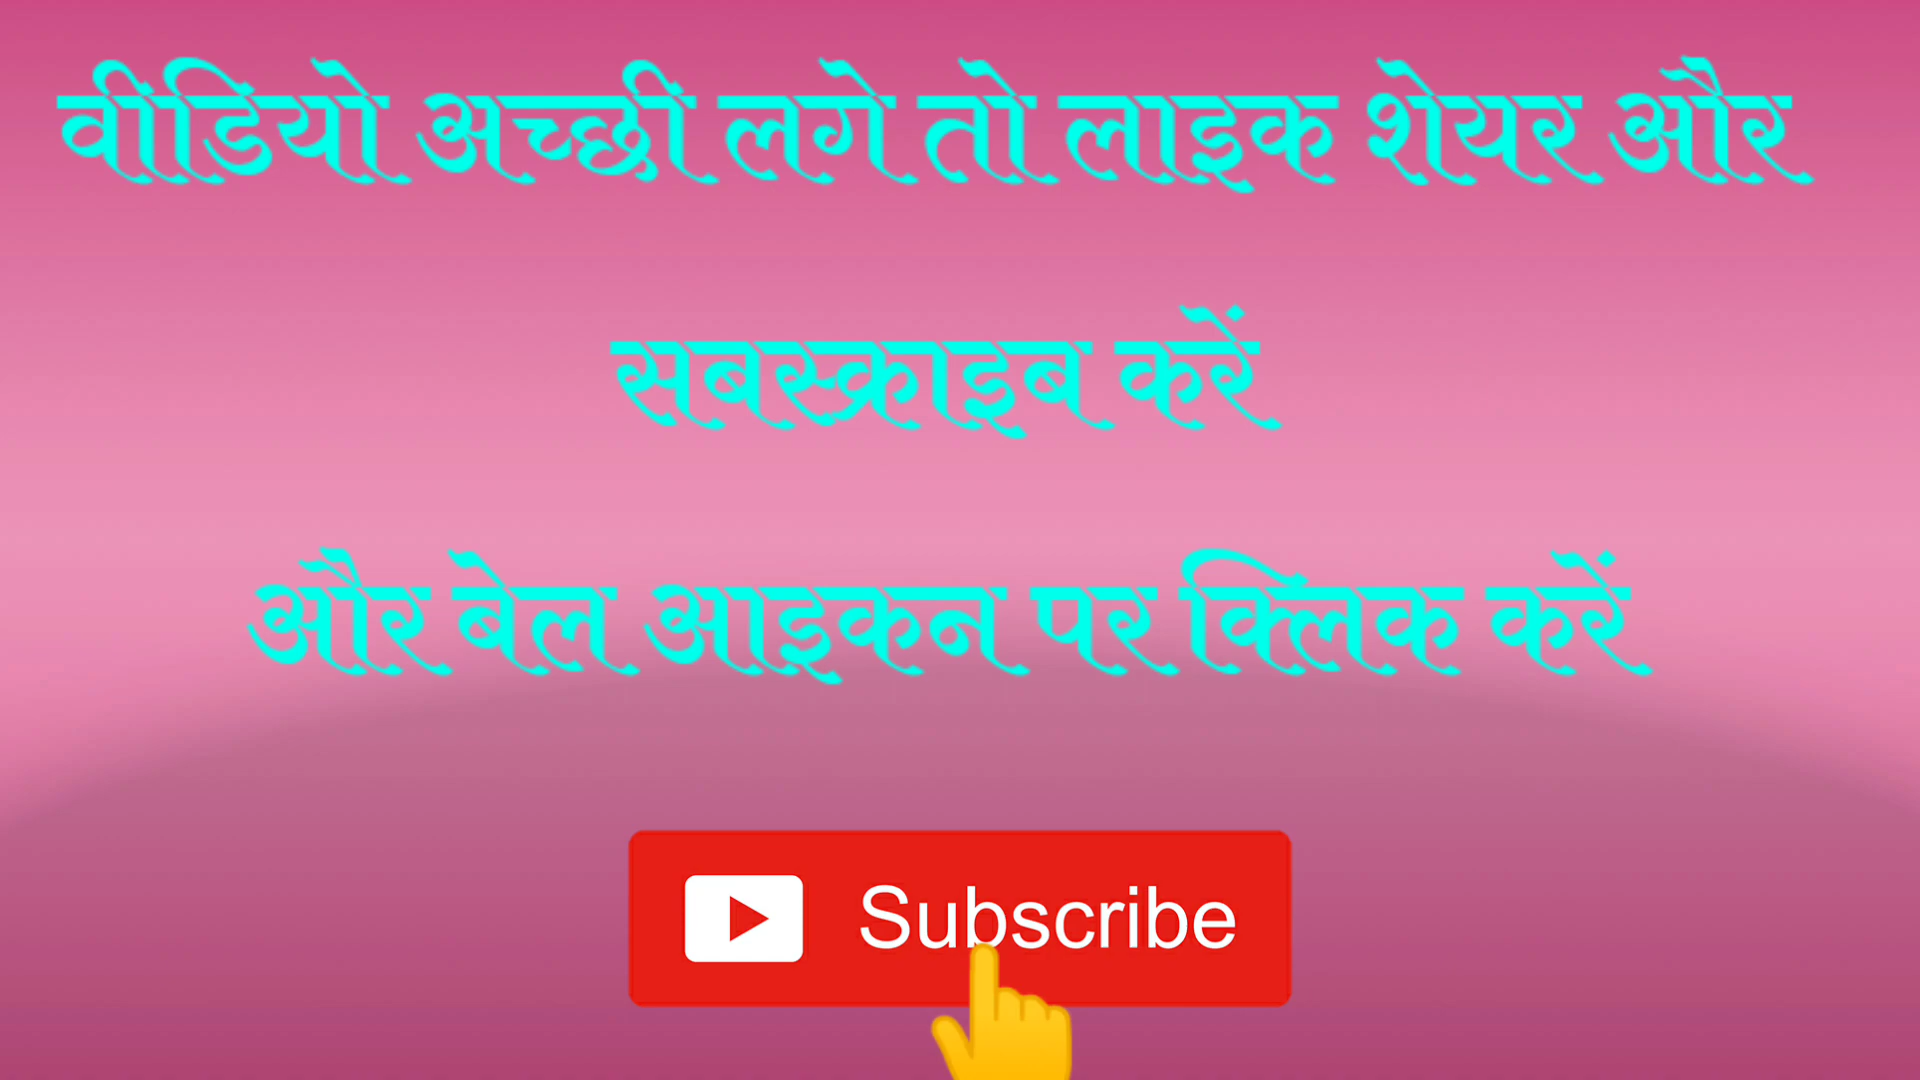 वीडियो अच्छी लगे तो लाइक शेयर और
सबस्क्राइब करें
और बेल आइकन पर क्लिक करें
Subscribe